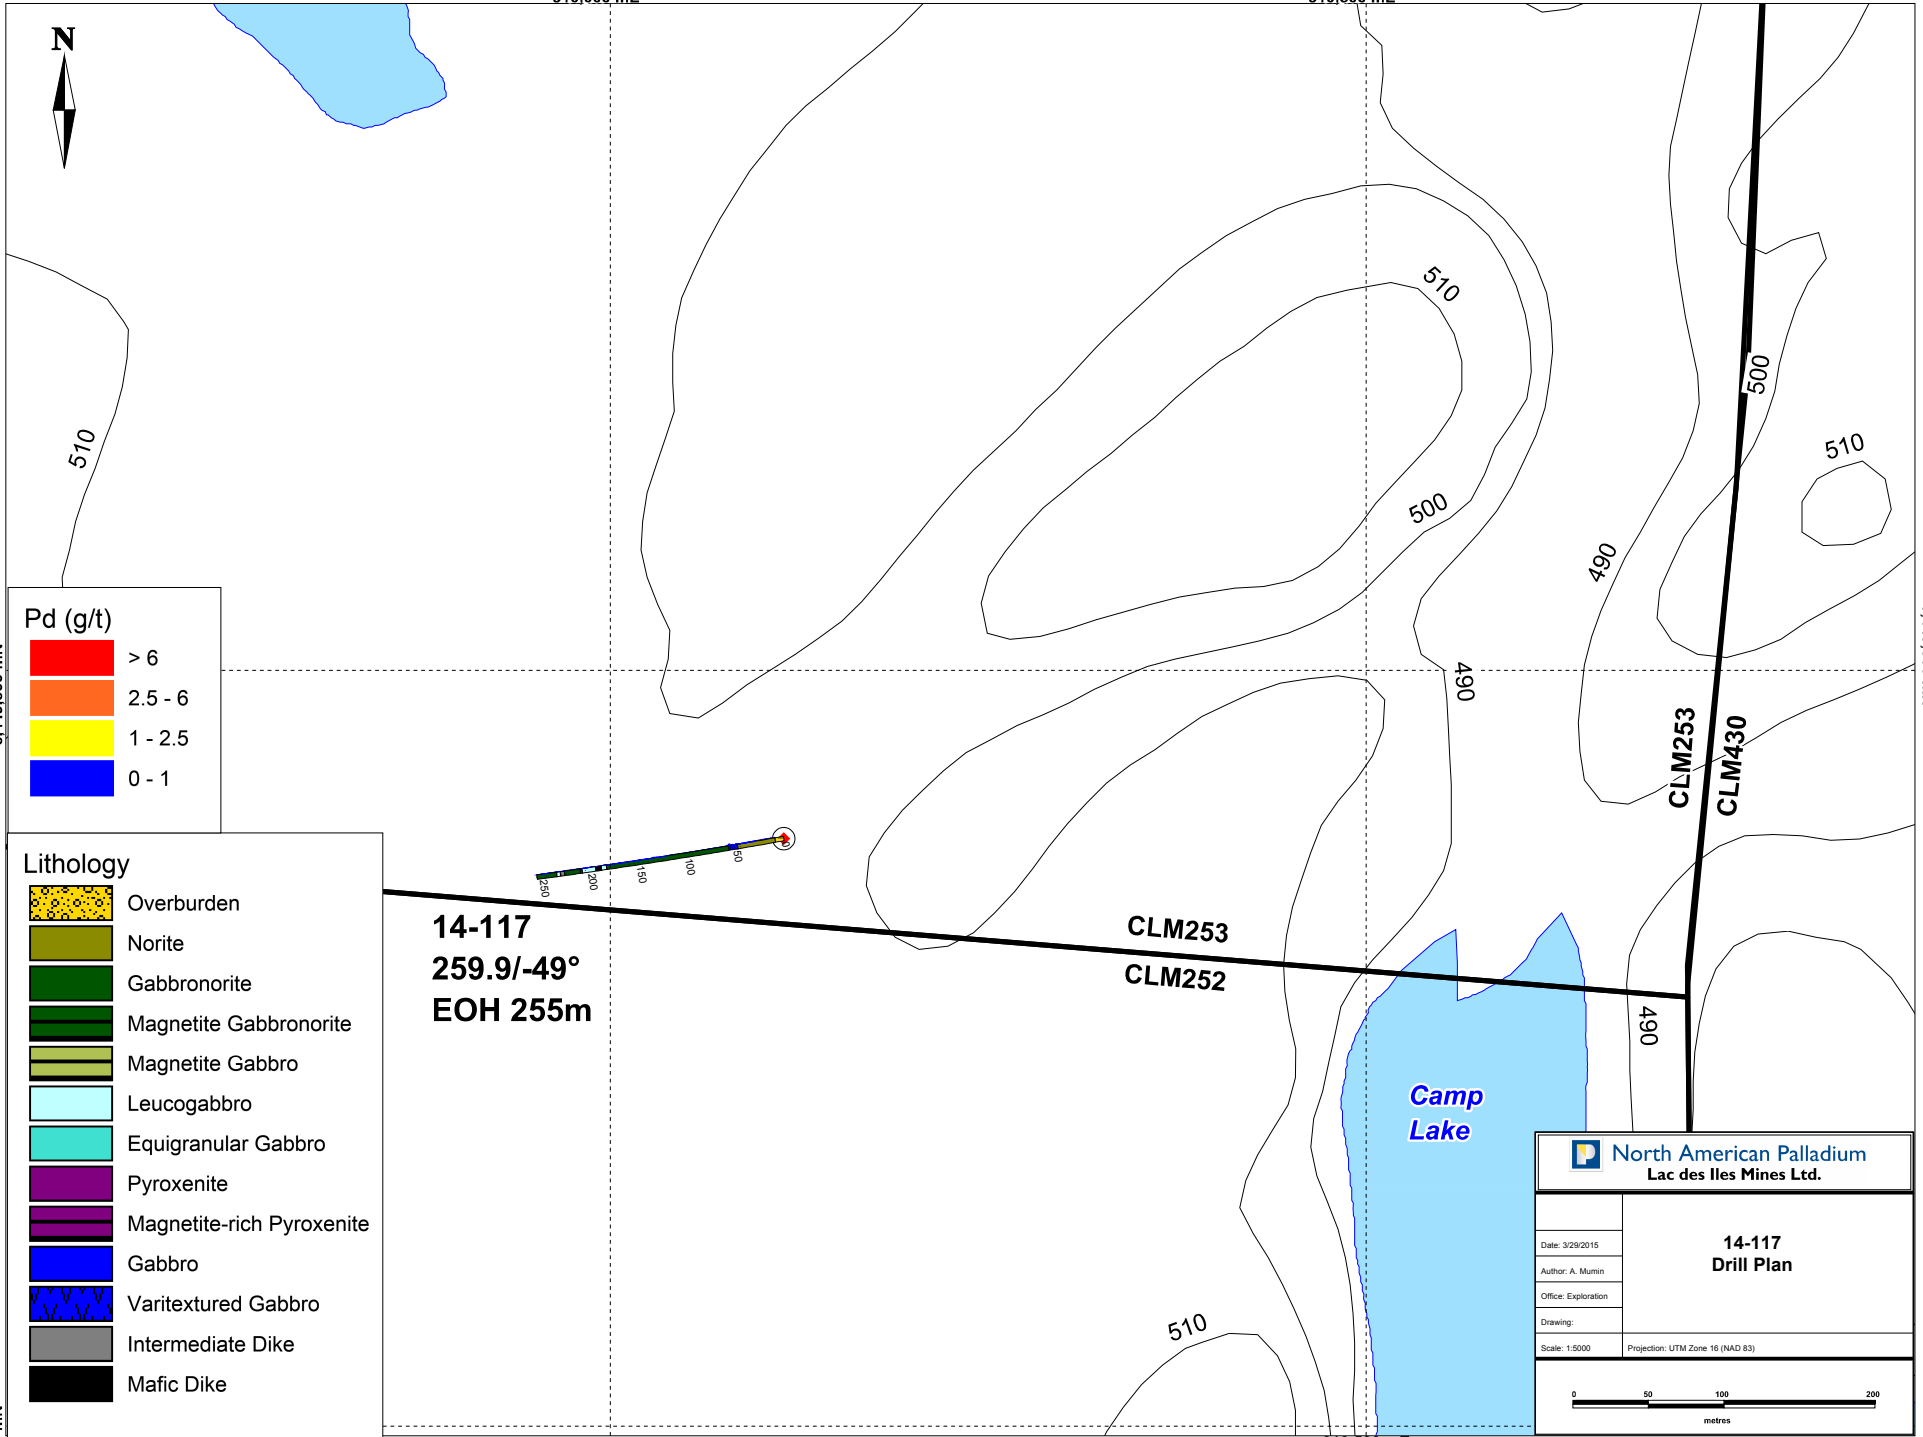 N
510
510
500
500
510
490
490
Pd (g/t)
> 6
2.5 - 6
1 - 2.5
0 - 1
CLM253
CLM430
0
50
100
150
200
250
Lithology
Overburden
Norite
Gabbronorite
Magnetite Gabbronorite
Magnetite Gabbro
Leucogabbro
Equigranular Gabbro
Pyroxenite
Magnetite-rich Pyroxenite
Gabbro
Varitextured Gabbro
Intermediate Dike
Mafic Dike
14-117
259.9/-49°
EOH 255m
CLM253
CLM252
490
Camp
Lake
510
North American Palladium
Lac des Iles Mines Ltd.
Date: 3/29/2015
Author: A. Mumin
Office: Exploration
Drawing:
Scale: 1:5000
14-117
Drill Plan
Projection: UTM Zone 16 (NAD 83)
0 50 100 200
metres